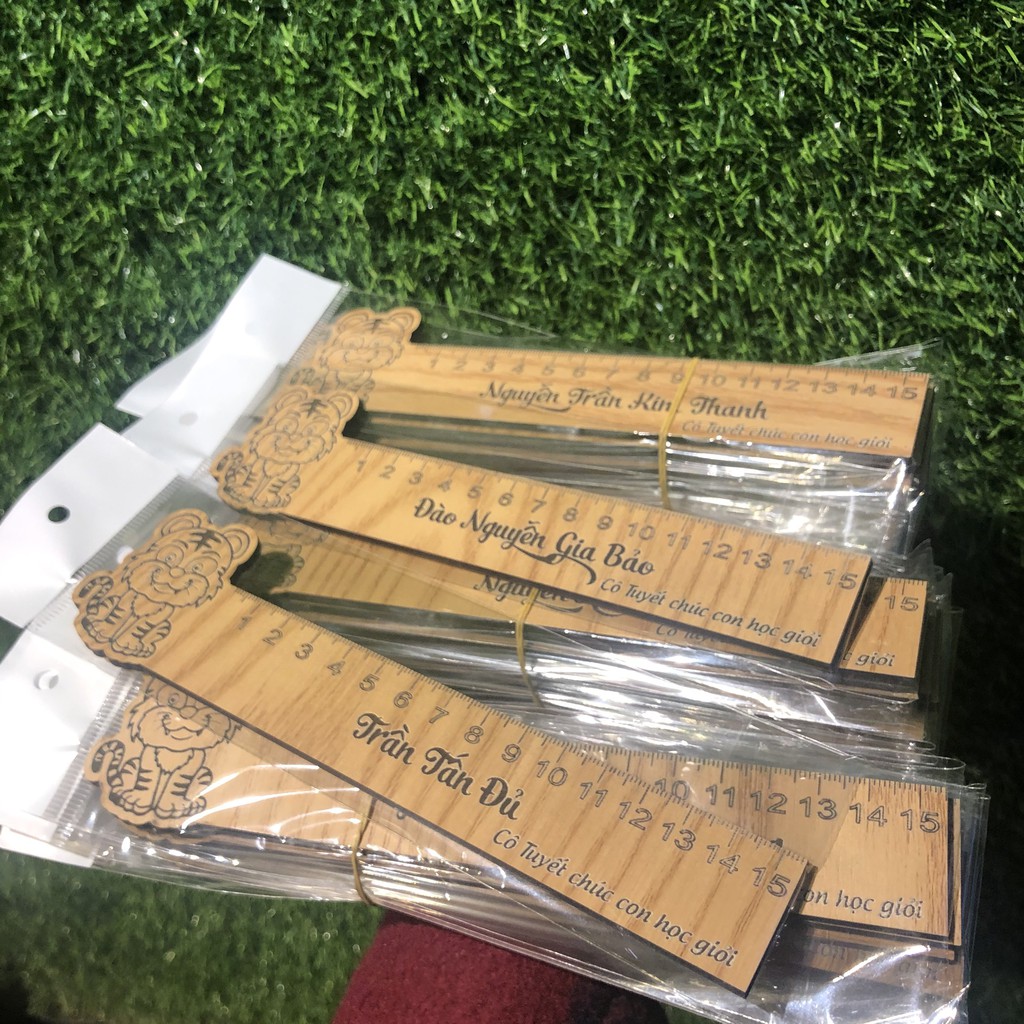 1 2 3 4 5 6 7 8 9 10 11 12 13 14 15
Nguyễn Trần Kim Thanh
Cô Tuyết chúc con học giỏi
1 2 3 4 5 6 7 8 9 10 11 12 13 14 15
Đào Nguyễn Gia Bảo
Cô Tuyết chúc con học giỏi
15
Nguyễn
giỏi
1 2 3 4 5 6 7 8 9 10 11 12 13 14 15
Trần Tấn Đủ
Cô Tuyết chúc con học giỏi
10 11 12 13 14 15
con học giỏi